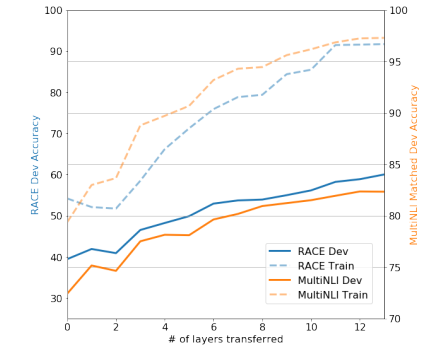 100
90
80
70
60
50
40
30
RACE Dev Accuracy
100
95
90
85
80
75
70
MultiNLI Matched Dev Accuracy
RACE Dev
RACE Train
MultiNLI Dev
MultiNLI Train
0 2 4 6 8 10 12
# of layers transferred